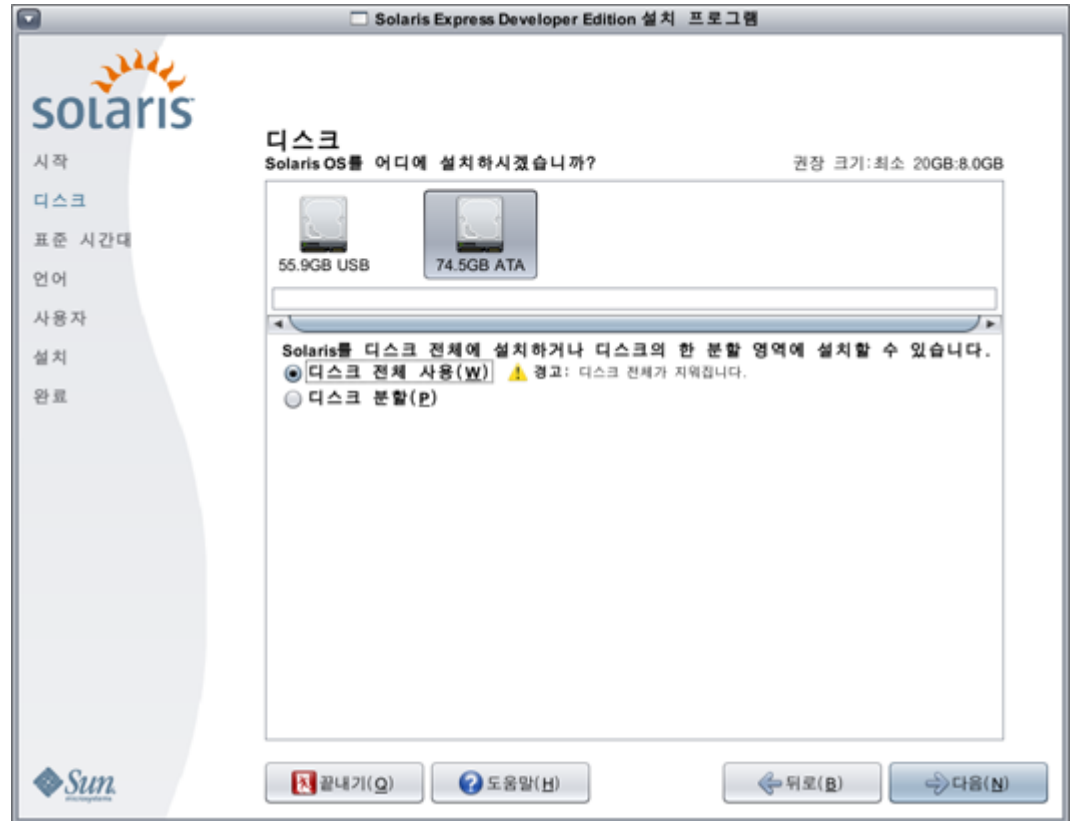 Solaris Express Developer Edition 설치 프로그램
solaris
시작
디스크
표준 시간대
언어
사용자
설치
완료
디스크
Solaris OS를 어디에 설치하시겠습니까?
권장 크기:최소 20GB:8.0GB
55.9GB USB
74.5GB ATA
Solaris를 디스크 전체에 설치하거나 디스크의 한 분할 영역에 설치할 수 있습니다.
디스크 전체 사용(W) 경고: 디스크 전체가 지워집니다.
디스크 분할(P)
Sun
microsystems
끝내기(Q)
도움말(H)
뒤로(B)
다음(N)